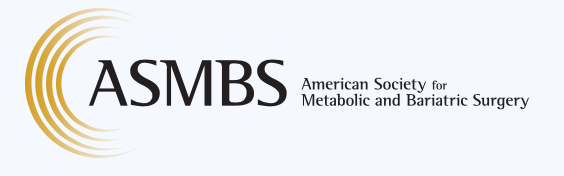 ASMBS
American Society for
Metabolic and Bariatric Surgery